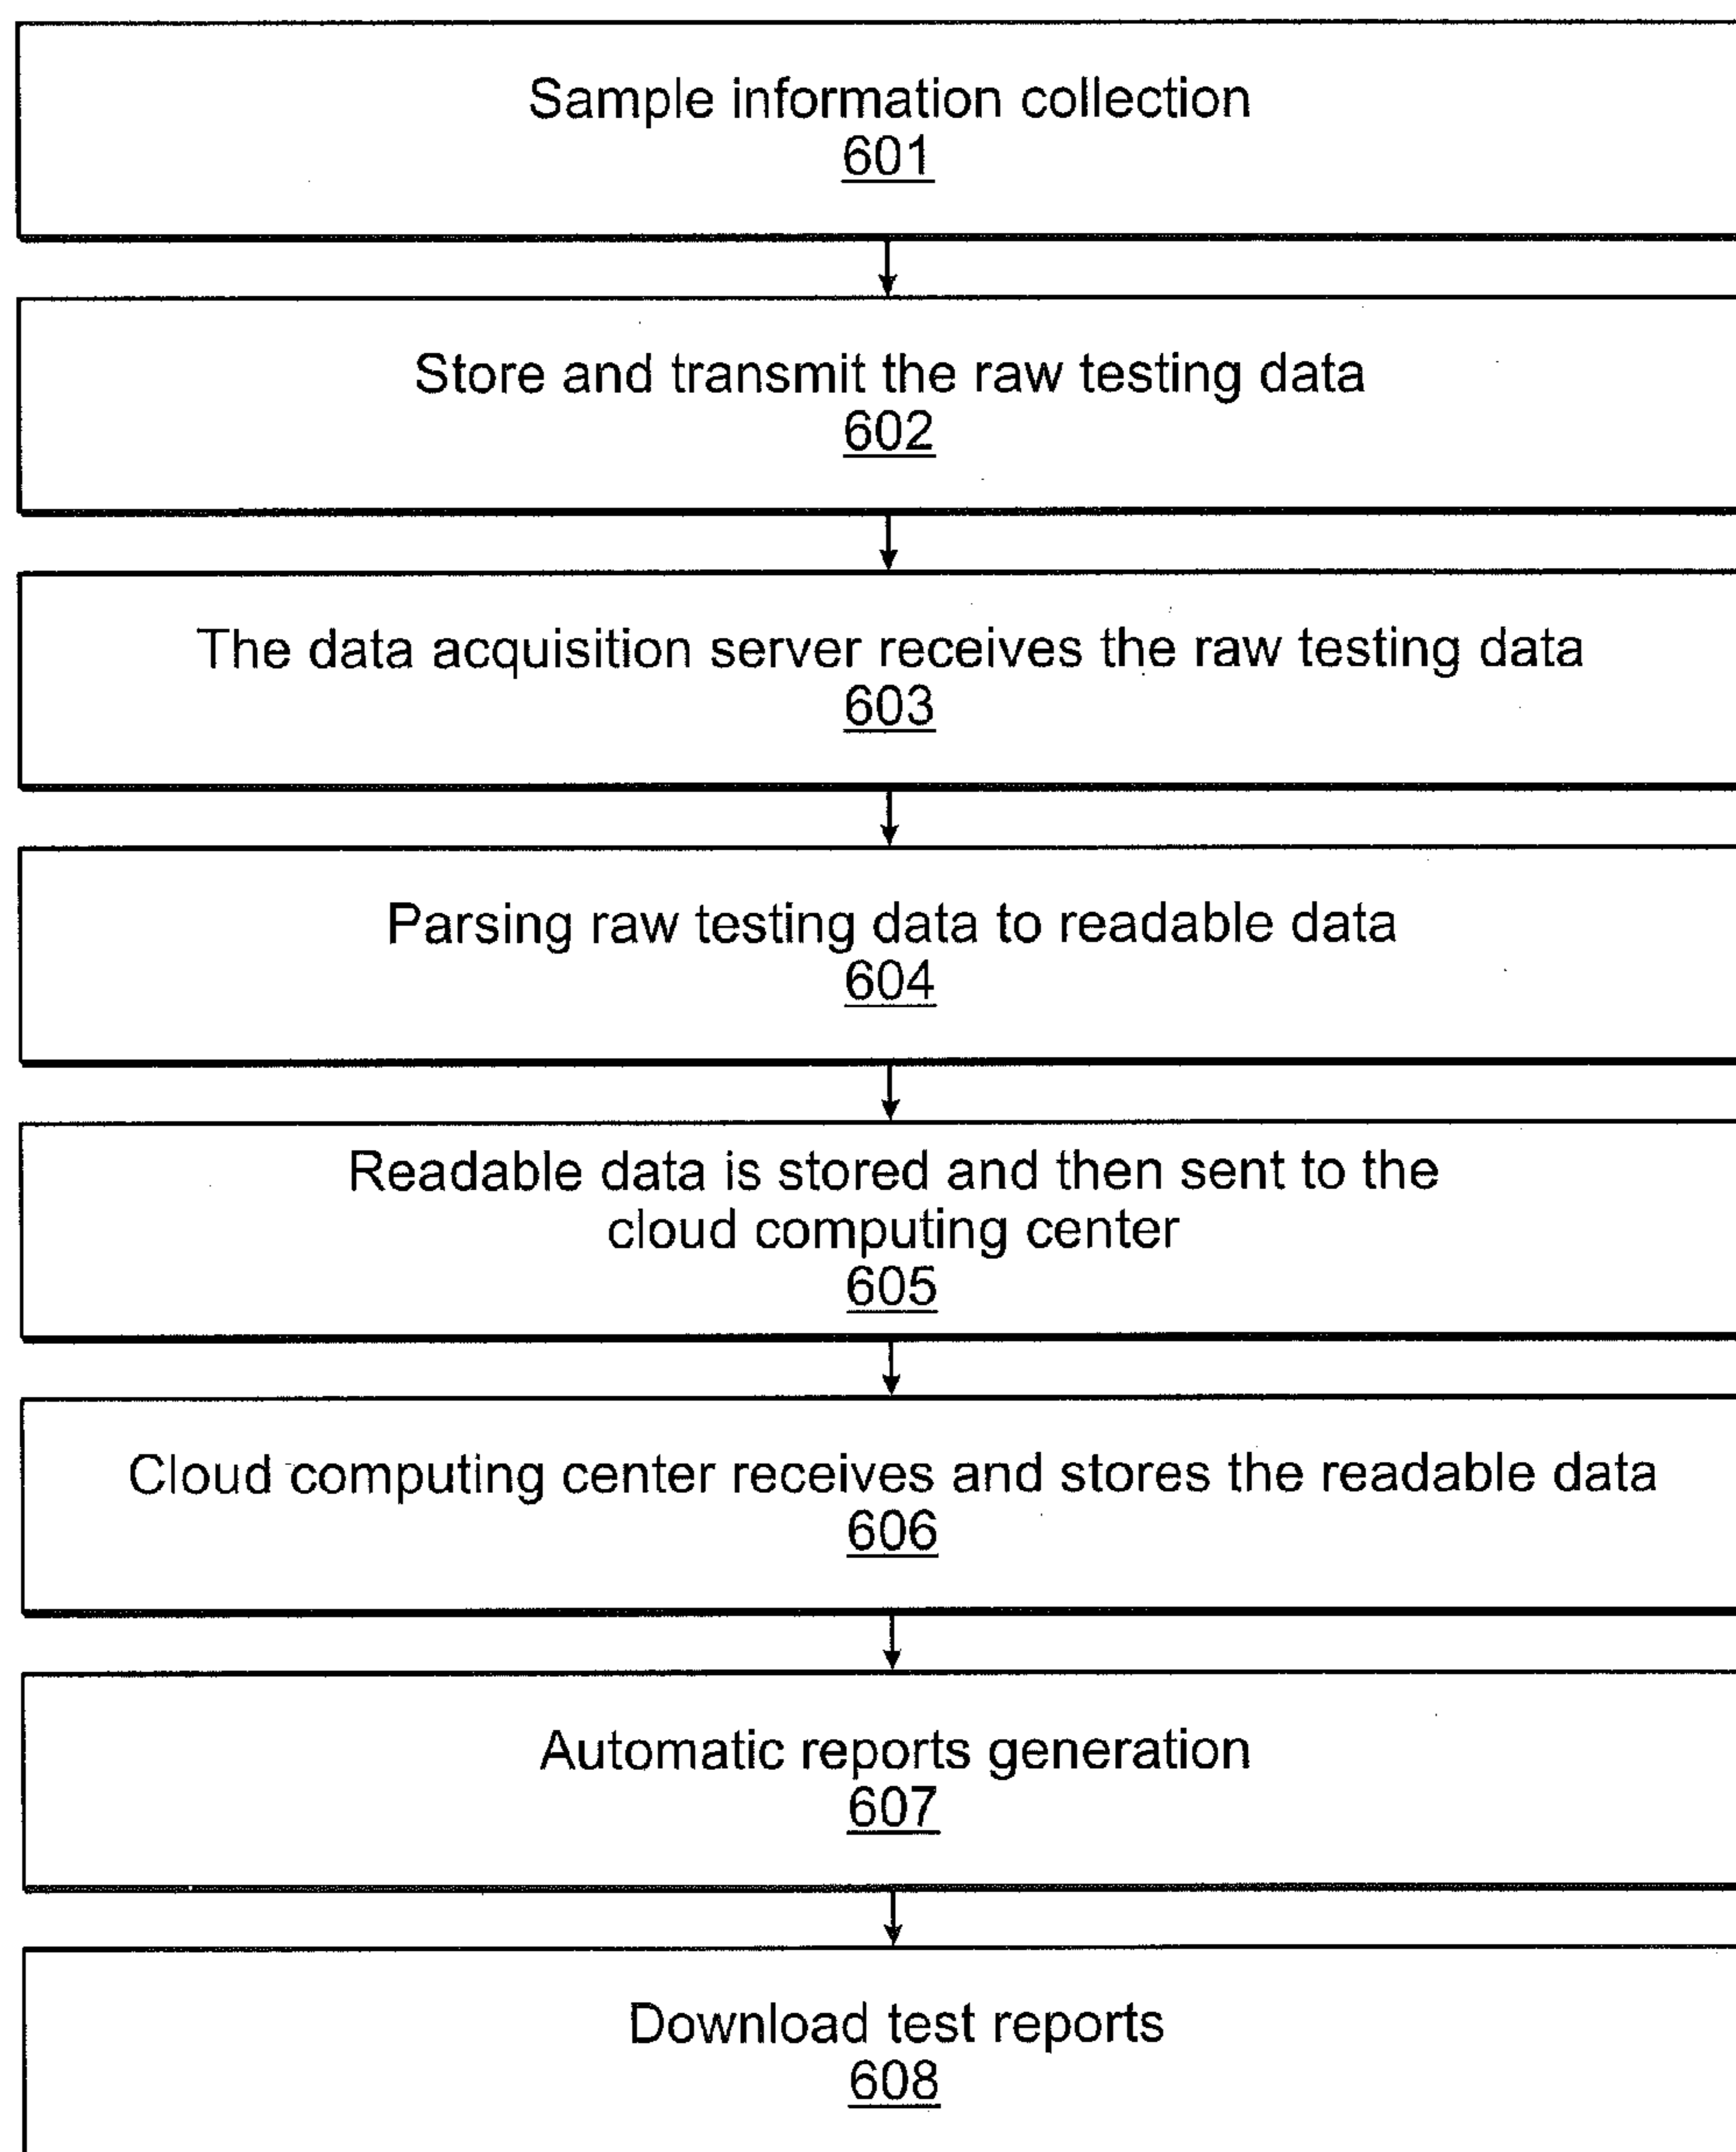 Sample information collection
601
Store and transmit the raw testing data
602
The data acquisition server receives the raw testing data
603
Parsing raw testing data to readable data
604
Readable data is stored and then sent to the
cloud computing center
605
Cloud computing center receives and stores the readable data
606
Automatic reports generation
607
Download test reports
608